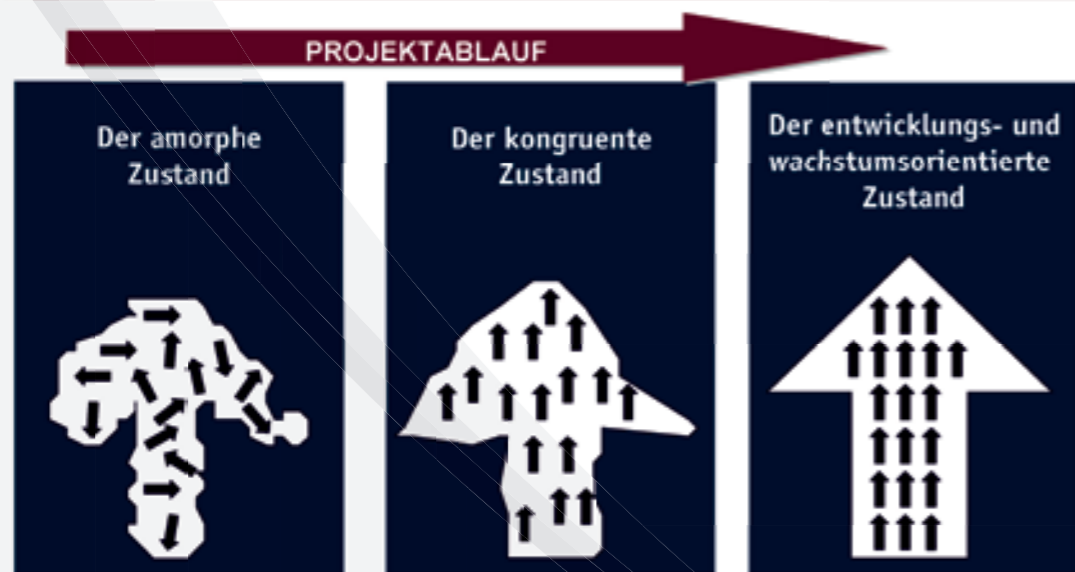 PROJEKTABLAUF
Der amorphe
Zustand
Der kongruente
Zustand
Der entwicklungs- und
wachstumsorientierte
Zustand